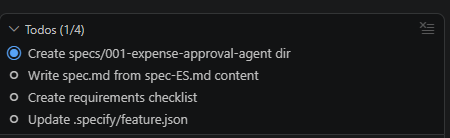 Todos (1/4)
Create specs/001-expense-approval-agent dir
Write spec.md from spec-ES.md content
Create requirements checklist
Update .specify/feature.json